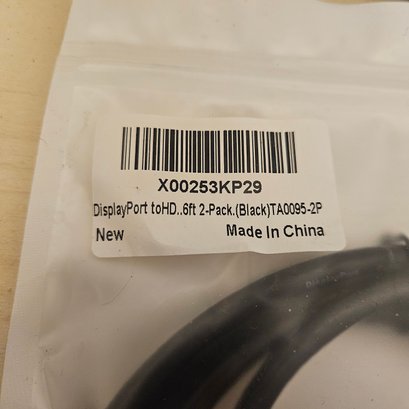 X00253KP29
DisplayPort toHD..6ft 2-Pack.(Black)TA0095-2P
New
Made In China